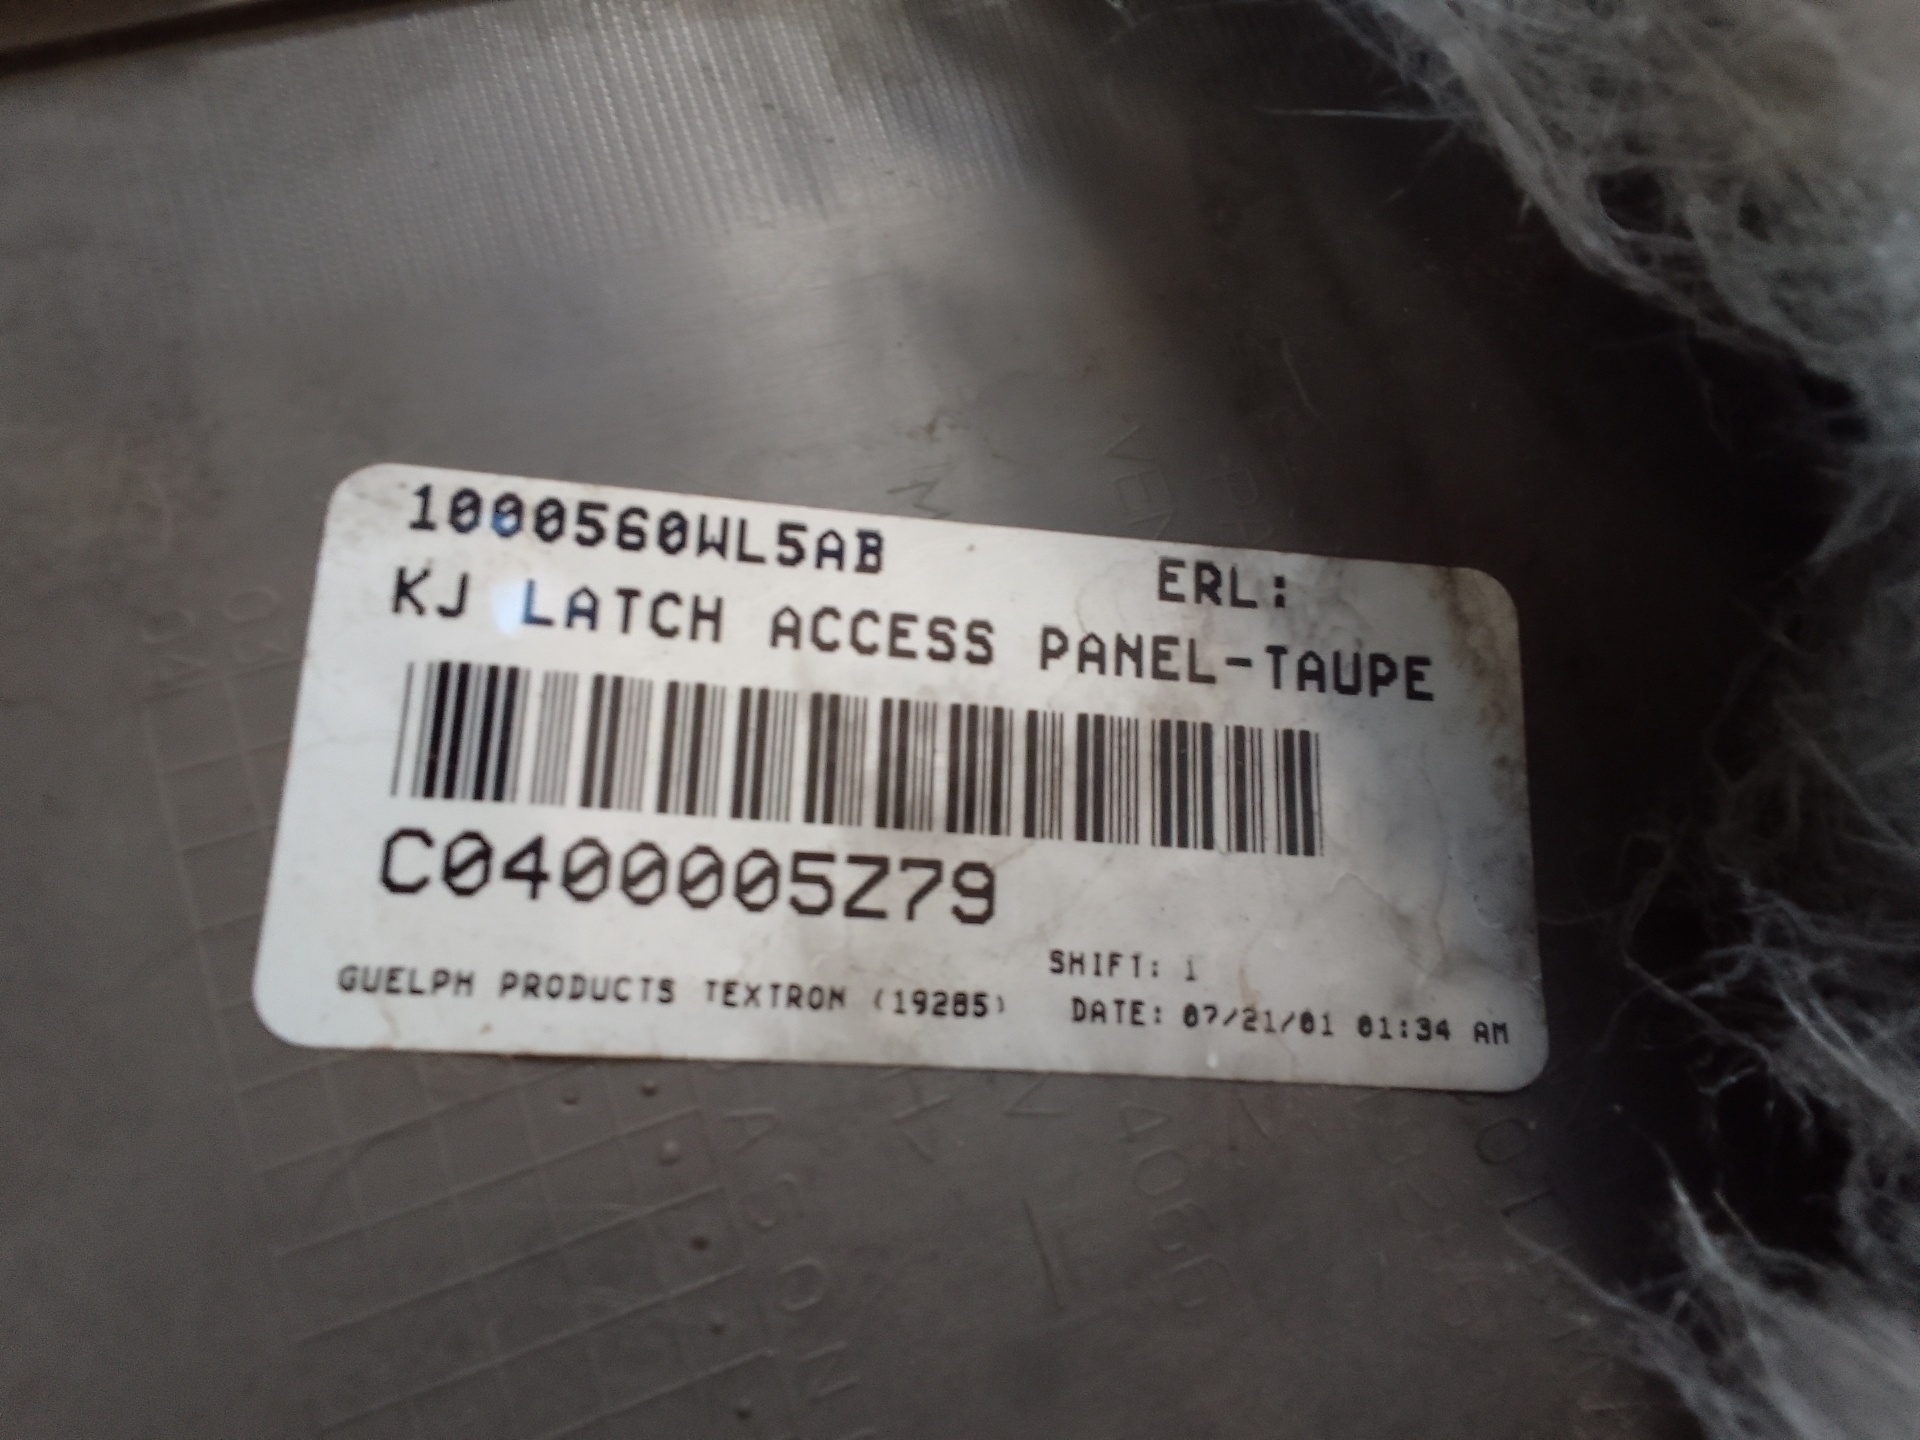 1000560WL5AB ERL:
KJ LATCH ACCESS PANEL-TAUPE
C0400005Z79
SHIFT: 1
GUELPH PRODUCTS TEXTRON (19285) DATE: 07/21/01 01:34 AM